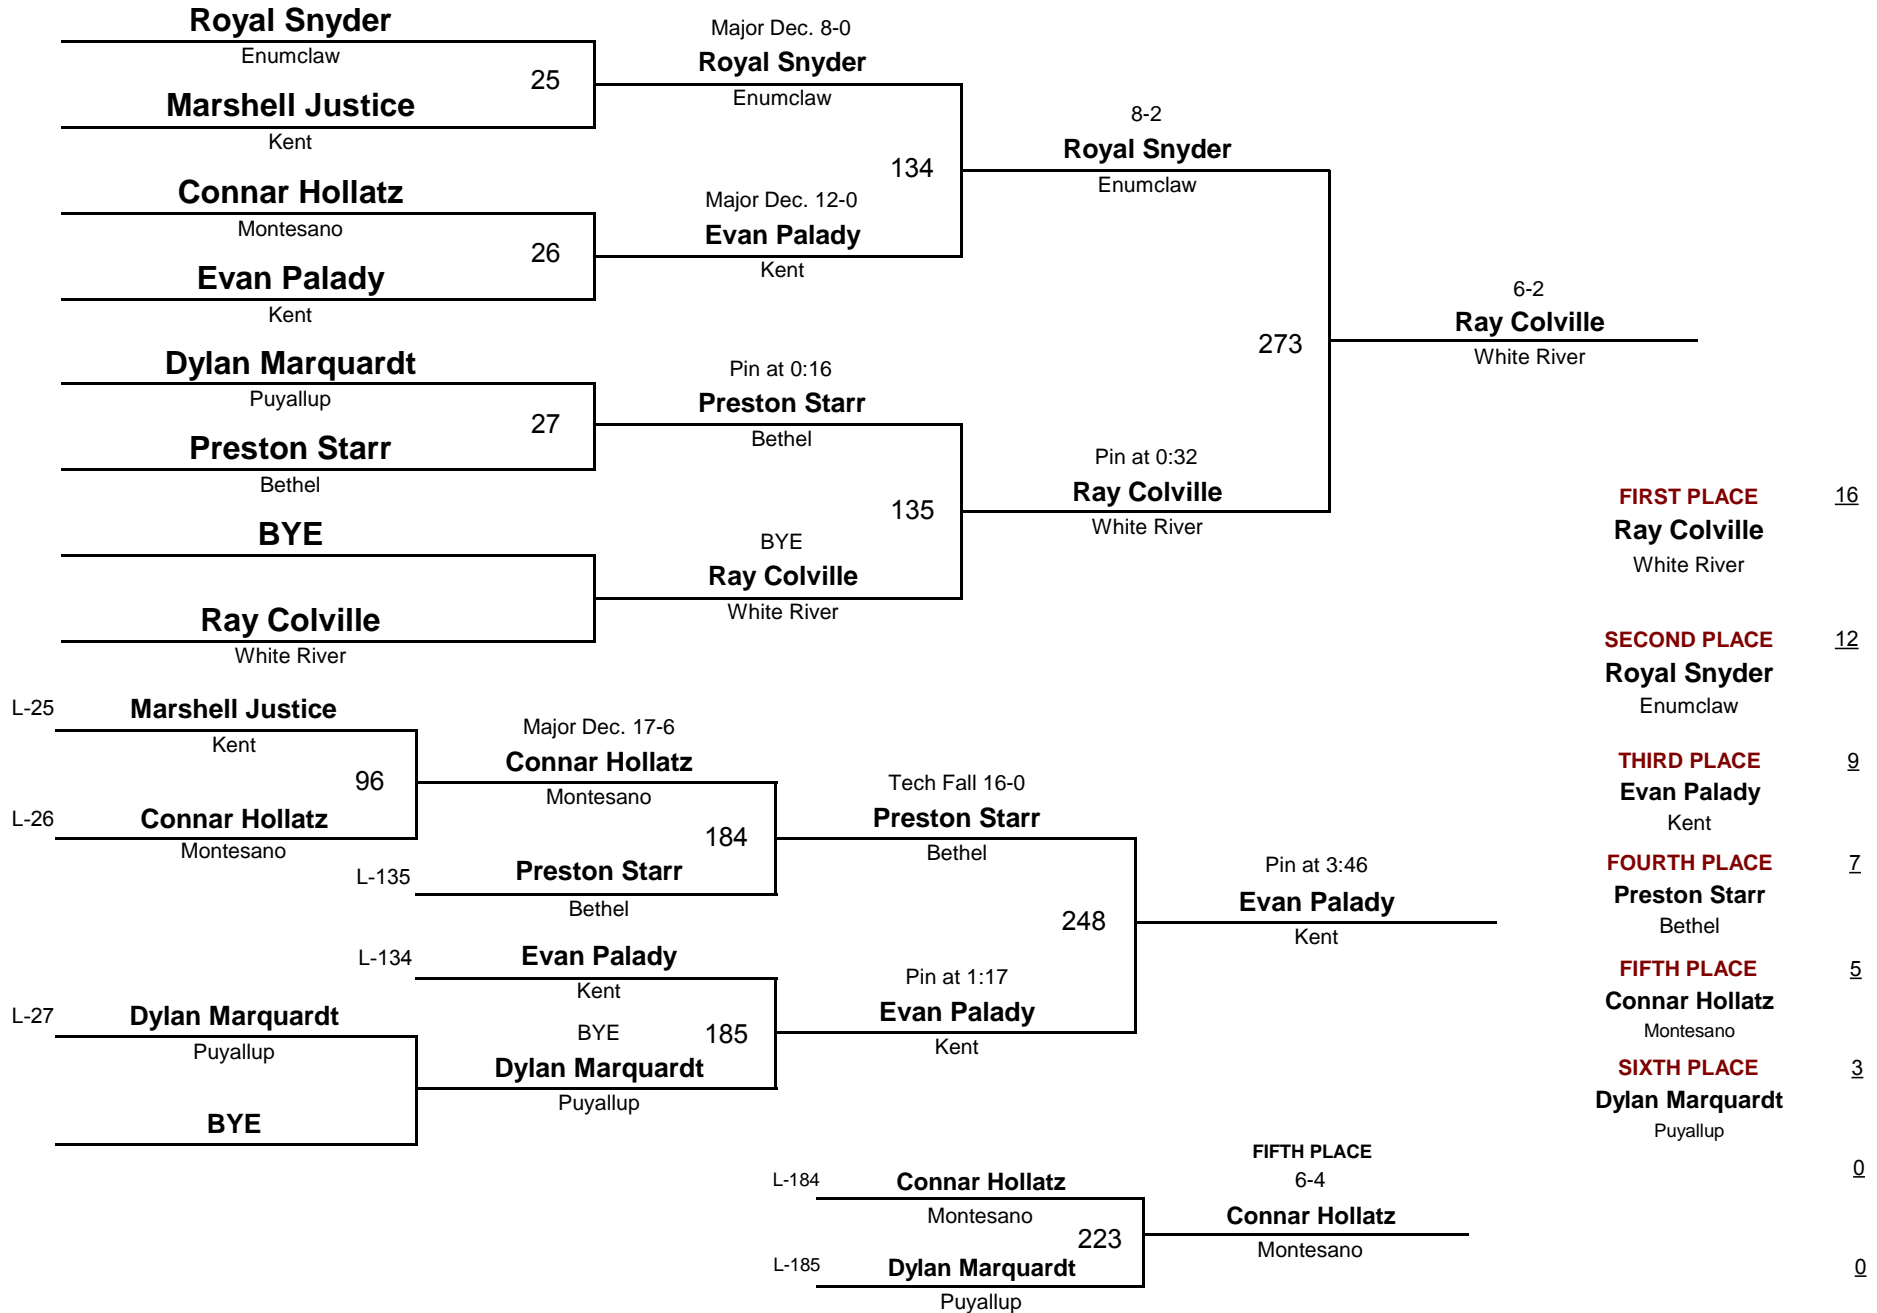 Royal Snyder
Enumclaw
25
Marshell Justice
Kent
Connar Hollatz
Montesano
26
Evan Palady
Kent
Dylan Marquardt
Puyallup
27
Preston Starr
Bethel
BYE
Ray Colville
White River
Major Dec. 8-0
Royal Snyder
Enumclaw
134
Major Dec. 12-0
Evan Palady
Kent
Pin at 0:16
Preston Starr
Bethel
135
BYE
Ray Colville
White River
8-2
Royal Snyder
Enumclaw
273
Pin at 0:32
Ray Colville
White River
6-2
Ray Colville
White River
L-25
Marshell Justice
Kent
96
L-26
Connar Hollatz
Montesano
L-27
Dylan Marquardt
Puyallup
BYE
Major Dec. 17-6
Connar Hollatz
Montesano
184
L-135
Preston Starr
Bethel
L-134
Evan Palady
Kent
BYE
185
Dylan Marquardt
Puyallup
Tech Fall 16-0
Preston Starr
Bethel
248
Pin at 1:17
Evan Palady
Kent
Pin at 3:46
Evan Palady
Kent
L-184
Connar Hollatz
Montesano
223
L-185
Dylan Marquardt
Puyallup
FIFTH PLACE
6-4
Connar Hollatz
Montesano
FIRST PLACE 16
Ray Colville
White River
SECOND PLACE 12
Royal Snyder
Enumclaw
THIRD PLACE 9
Evan Palady
Kent
FOURTH PLACE 7
Preston Starr
Bethel
FIFTH PLACE 5
Connar Hollatz
Montesano
SIXTH PLACE 3
Dylan Marquardt
Puyallup
0
0